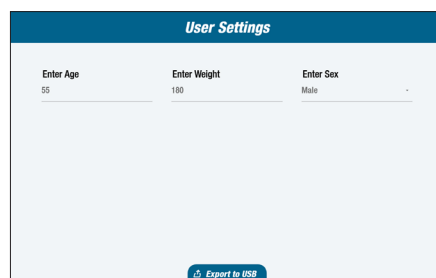 User Settings
Enter Age Enter Weight Enter Sex
55 180 Male
Export to USB